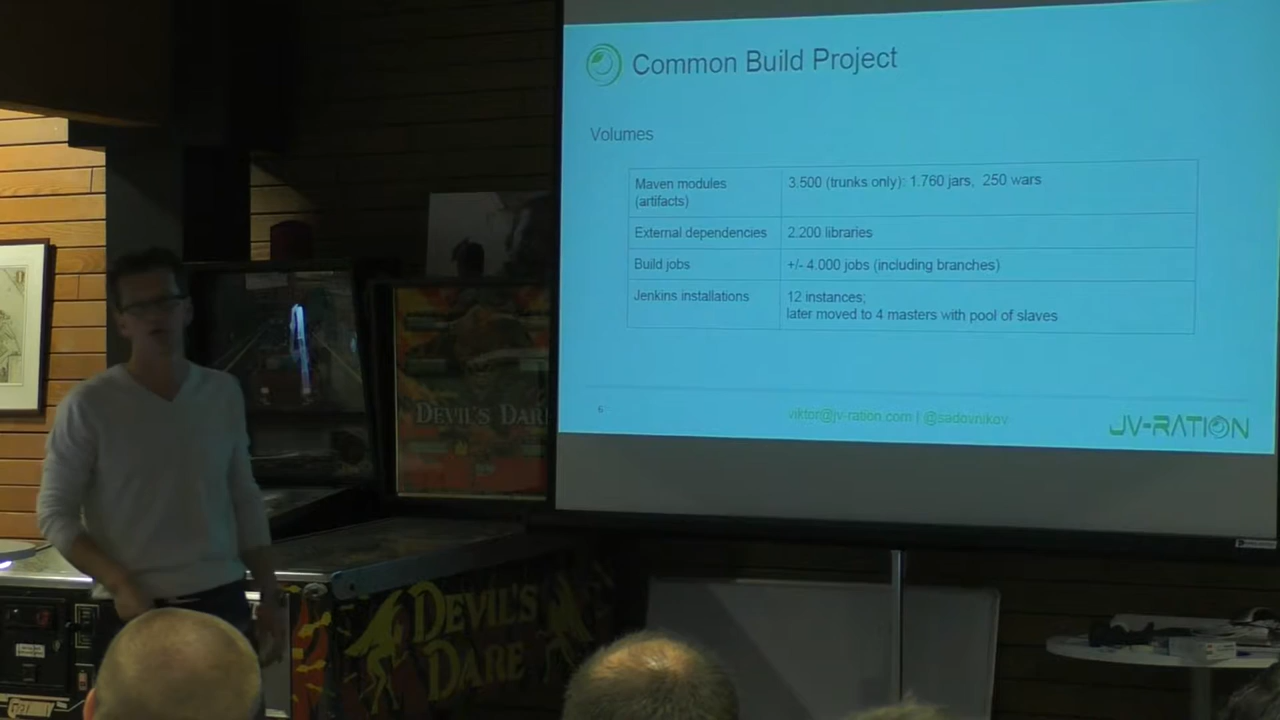 Common Build Project
Volumes
Maven modules
(artifacts)
3.500 (trunks only): 1.760 jars, 250 wars
External dependencies
2.200 libraries
Build jobs
+/- 4.000 jobs (including branches)
Jenkins installations
12 instances;
later moved to 4 masters with pool of slaves
6
viktor@jv-ration.com | @sadovnikov
JV-RATION
DEVIL'S DAR
DEVIL'S
DARE